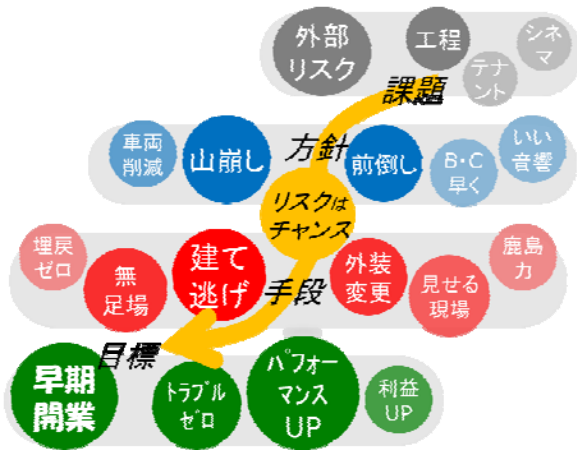 外部
リスク
工程
シネ
マ
テナ
ント
課題
車両
削減
山崩し
方針
前倒し
B・C
早く
いい
音響
リスクは
チャンス
埋戻
ゼロ
無
足場
建て
逃げ
手段
外装
変更
見せる
現場
鹿島
力
目標
早期
開業
トラブル
ゼロ
パフォー
マンス
UP
利益
UP